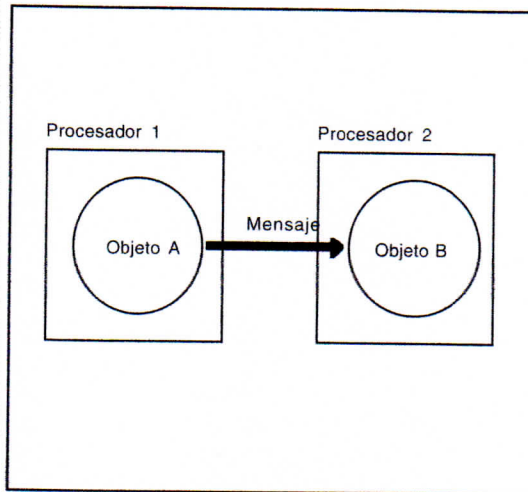 Procesador 1
Procesador 2
Mensaje
Objeto A
Objeto B